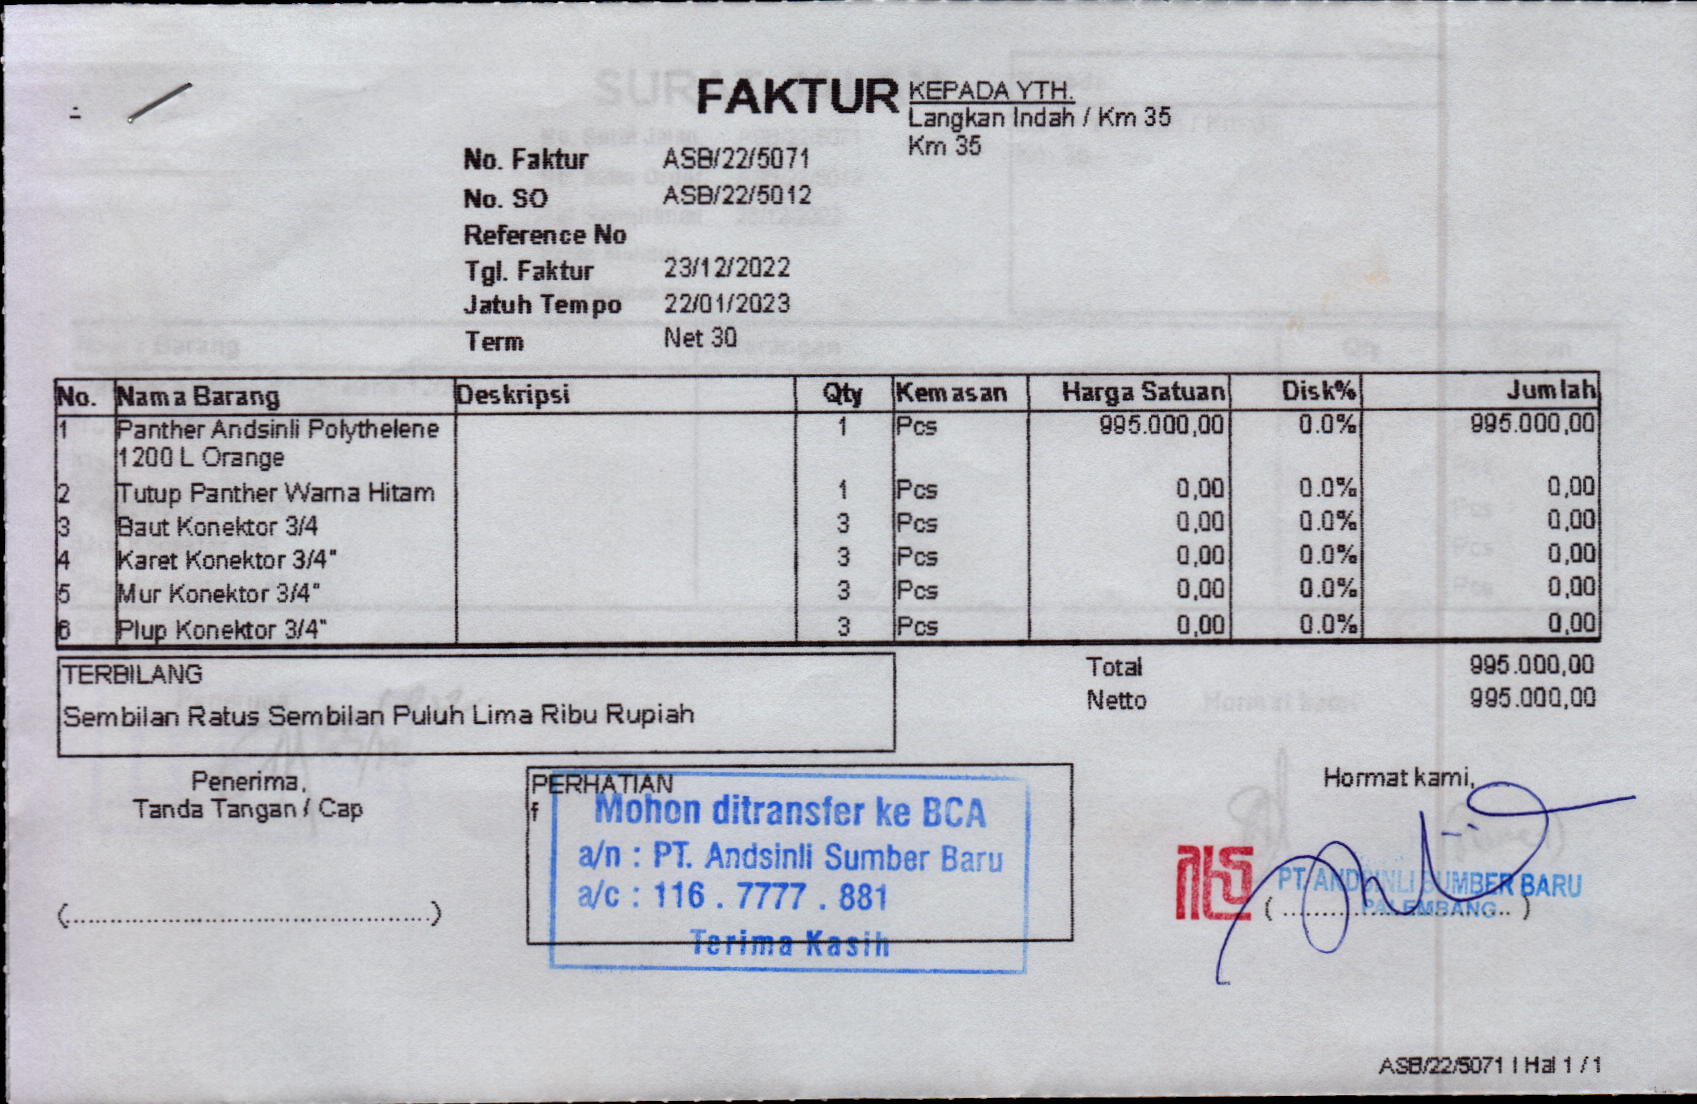 FAKTUR
KEPADA YTH.
Langkan Indah / Km 35
Km 35
No. Faktur ASB/22/5071
No. SO ASB/22/5012
Reference No
Tgl. Faktur 23/12/2022
Jatuh Tempo 22/01/2023
Term Net 30
No. Nama Barang Deskripsi Qty Kemasan Harga Satuan Disk% Jumlah
1 Panther Andsinli Polythelene 1 Pcs 995.000,00 0.0% 995.000,00
1200 L Orange
2 Tutup Panther Warna Hitam 1 Pcs 0,00 0.0% 0,00
3 Baut Konektor 3/4 3 Pcs 0,00 0.0% 0,00
4 Karet Konektor 3/4" 3 Pcs 0,00 0.0% 0,00
5 Mur Konektor 3/4" 3 Pcs 0,00 0.0% 0,00
6 Plup Konektor 3/4" 3 Pcs 0,00 0.0% 0,00
TERBILANG
Sembilan Ratus Sembilan Puluh Lima Ribu Rupiah
Total 995.000,00
Netto 995.000,00
Penerima,
Tanda Tangan / Cap
(..........................................)
PERHATIAN
f
Mohon ditransfer ke BCA
a/n : PT. Andsinli Sumber Baru
a/c : 116 . 7777 . 881
Terima Kasih
Hormat kami,
PT. ANDSINLI SUMBER BARU
PALEMBANG
ASB/22/5071 | Hal 1 / 1